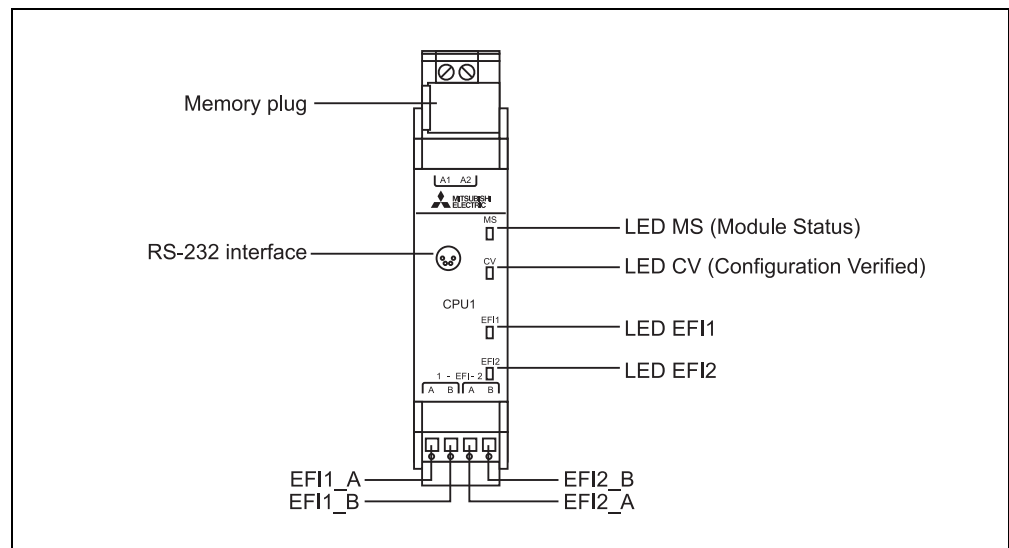 Memory plug
A1 A2
MITSUBISHI
ELECTRIC
MS
LED MS (Module Status)
RS-232 interface
CV
LED CV (Configuration Verified)
CPU1
EFI1
LED EFI1
EFI2
LED EFI2
1 - EFI - 2
A B A B
EFI1_A
EFI2_B
EFI1_B
EFI2_A